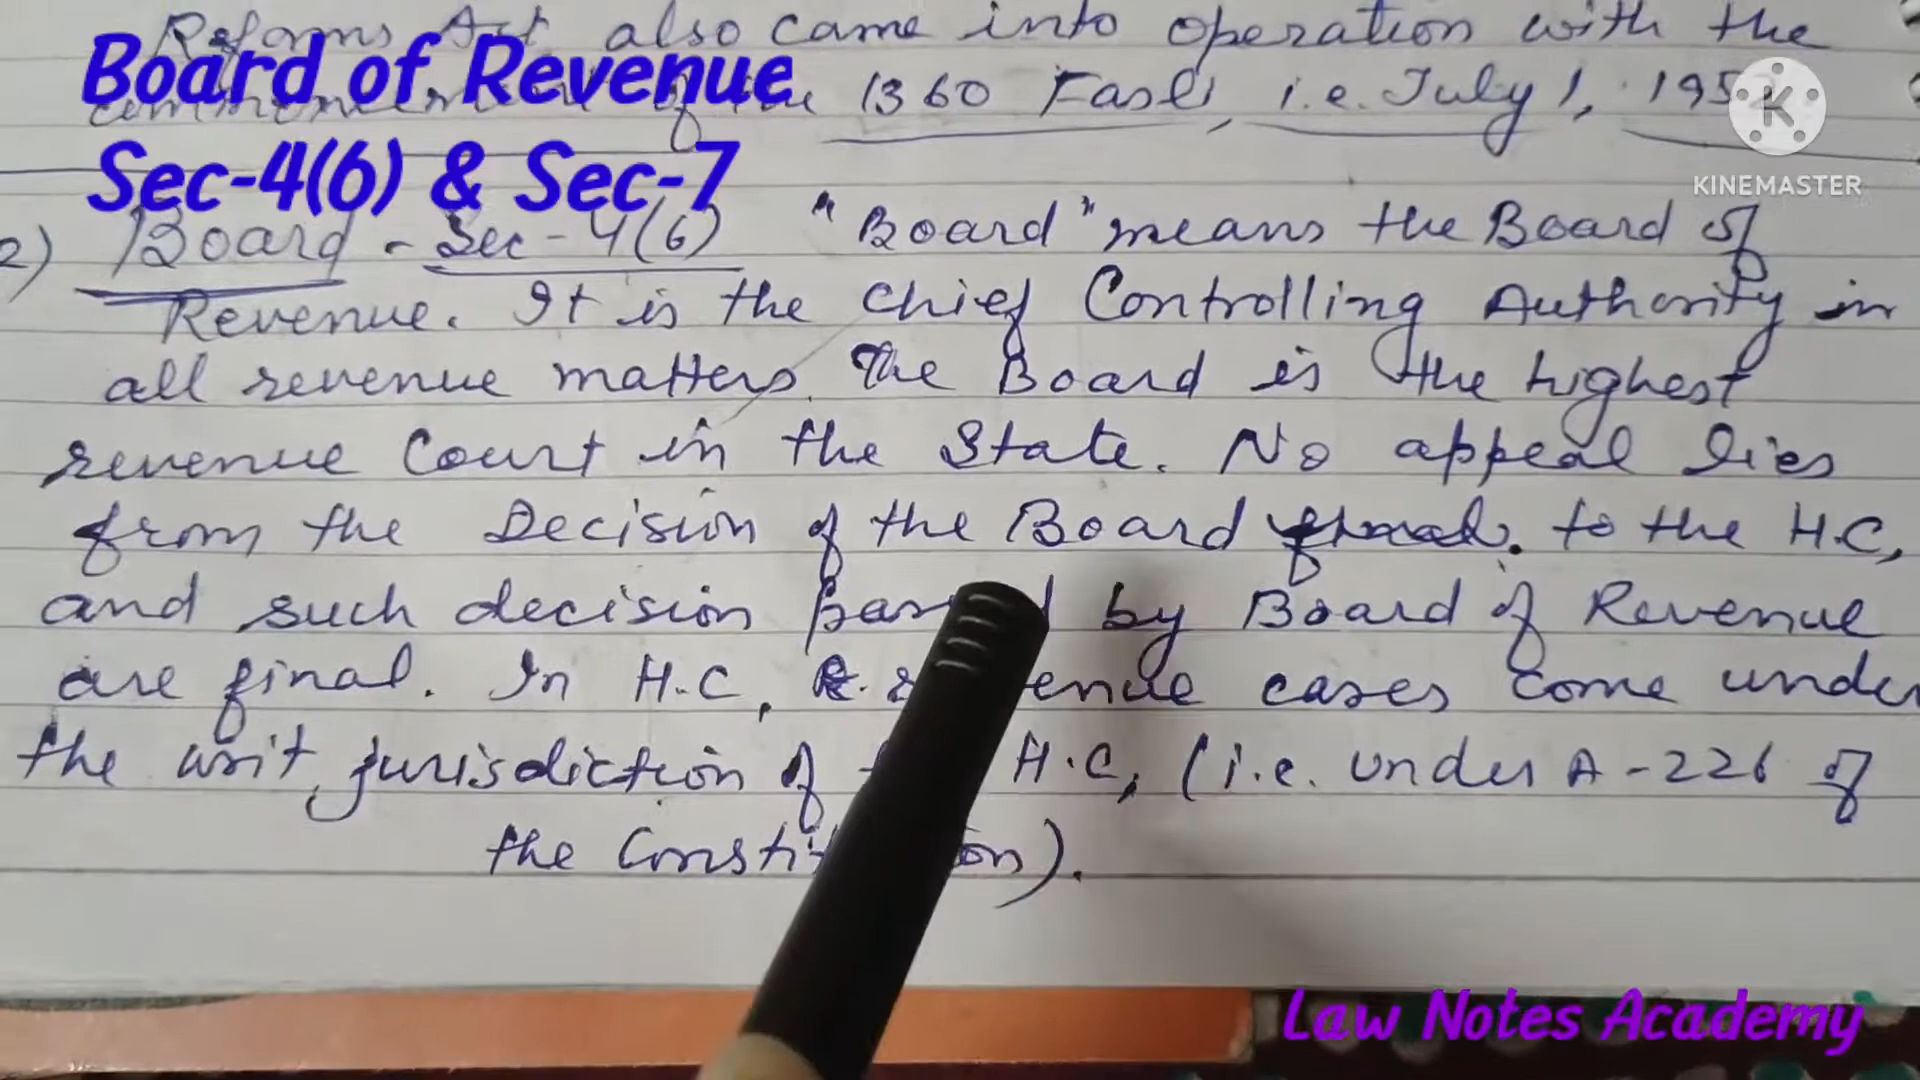 Reforms Act also came into operation with the
Board of Revenue
of the 1360 Fasli, i.e. July 1, 195
K
KINEMASTER
Sec-4(6) & Sec-7
2) Board - Sec-4(6) "Board" means the Board of
Revenue. It is the Chief Controlling Authority in
all revenue matters. The Board is the highest
revenue Court in the State. No appeal lies
from the Decision of the Board to the H.C,
and such decision by Board of Revenue
are final. In H.C, cases come under
the writ jurisdiction of H.C, (i.e. under A-226 of
the
Law Notes Academy